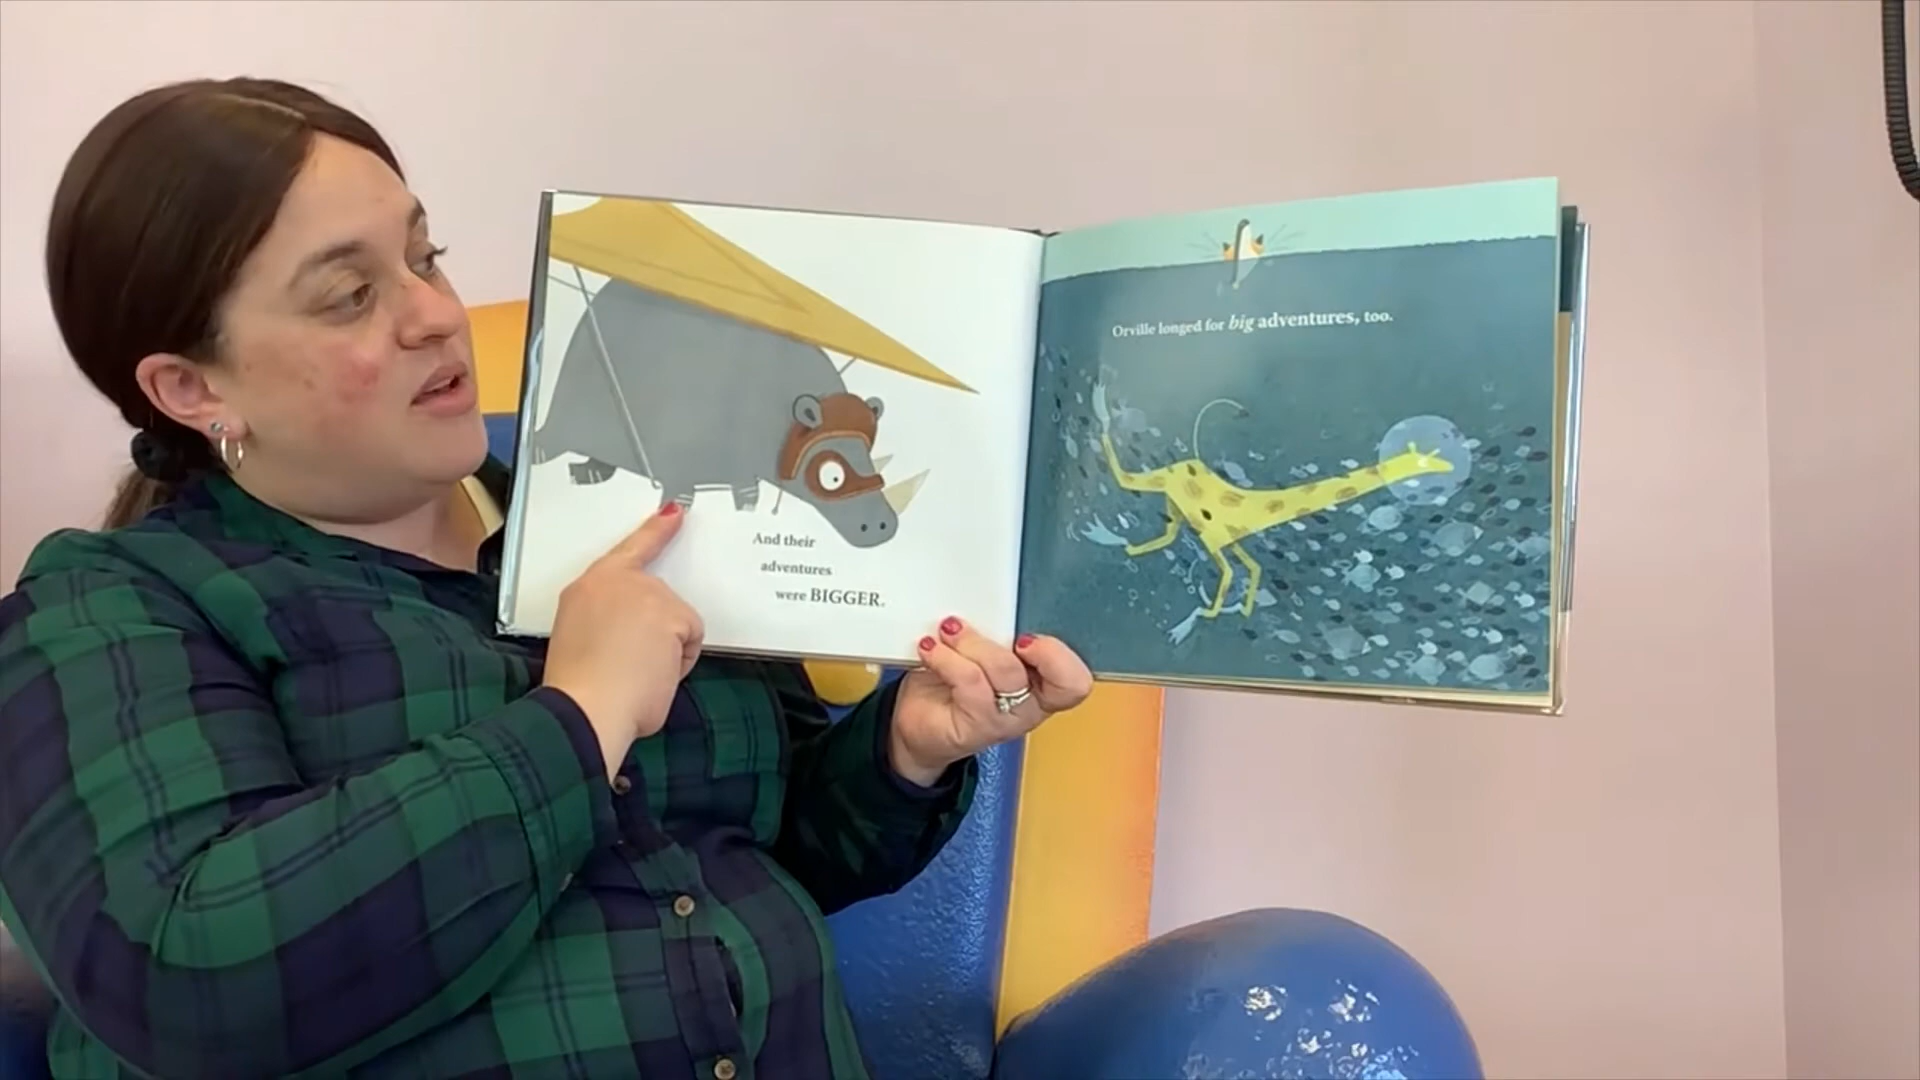 And their
adventures
were BIGGER.
Orville longed for big adventures, too.